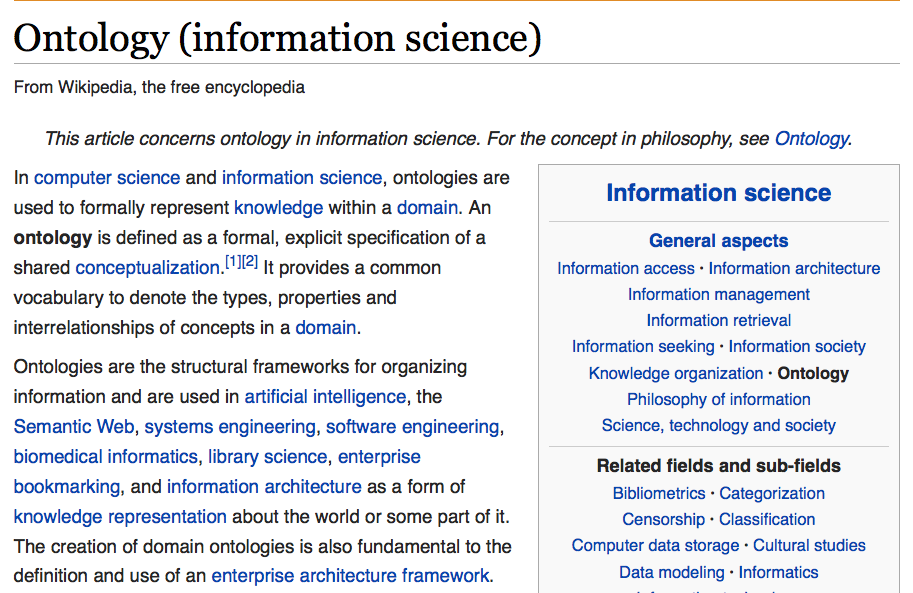 Ontology (information science)
From Wikipedia, the free encyclopedia
This article concerns ontology in information science. For the concept in philosophy, see Ontology.
In computer science and information science, ontologies are
used to formally represent knowledge within a domain. An
ontology is defined as a formal, explicit specification of a
shared conceptualization.[1][2] It provides a common
vocabulary to denote the types, properties and
interrelationships of concepts in a domain.
Ontologies are the structural frameworks for organizing
information and are used in artificial intelligence, the
Semantic Web, systems engineering, software engineering,
biomedical informatics, library science, enterprise
bookmarking, and information architecture as a form of
knowledge representation about the world or some part of it.
The creation of domain ontologies is also fundamental to the
definition and use of an enterprise architecture framework.
Information science
General aspects
Information access · Information architecture
Information management
Information retrieval
Information seeking · Information society
Knowledge organization · Ontology
Philosophy of information
Science, technology and society
Related fields and sub-fields
Bibliometrics · Categorization
Censorship · Classification
Computer data storage · Cultural studies
Data modeling · Informatics